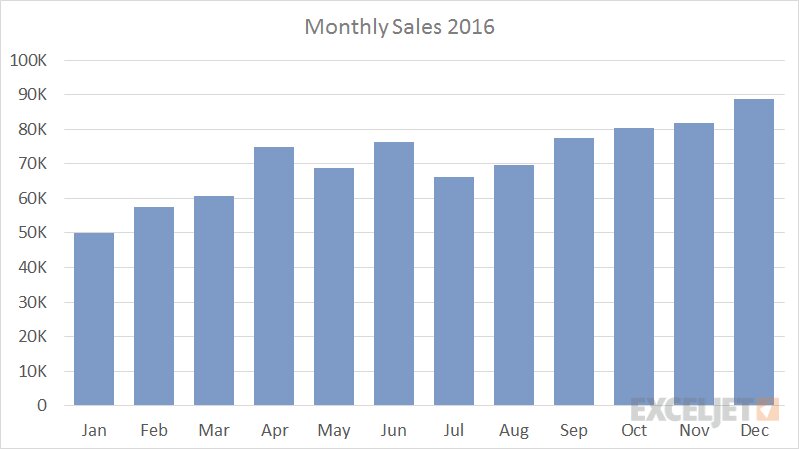 Monthly Sales 2016
100K
90K
80K
70K
60K
50K
40K
30K
20K
10K
0
EXCELJET
Jan Feb Mar Apr May Jun Jul Aug Sep Oct Nov Dec